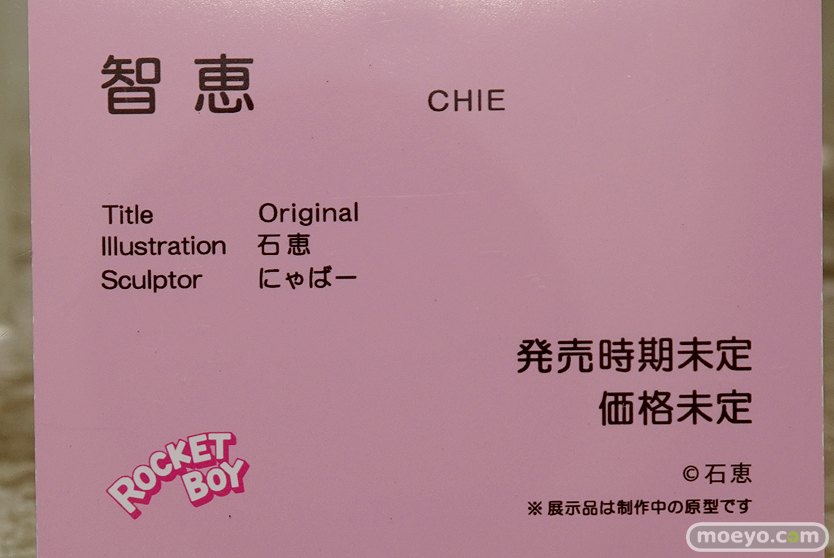 智恵 CHIE
Title Original
Illustration 石恵
Sculptor にゃばー
発売時期未定
価格未定
©石恵
※展示品は制作中の原型です
ROCKET
BOY
moeyo.com